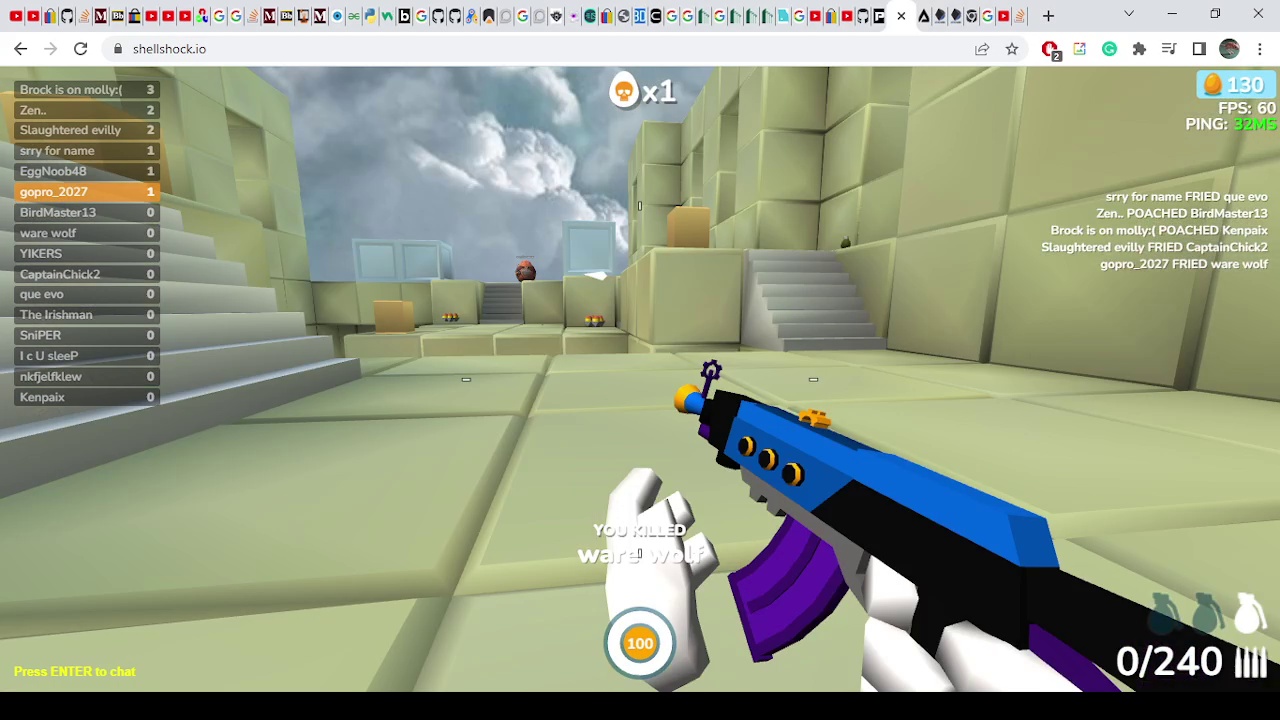 shellshock.io
2
Brock is on molly:( 3
Zen.. 2
Slaughtered evilly 2
srry for name 1
EggNoob48 1
gopro_2027 1
BirdMaster13 0
ware wolf 0
YIKERS 0
CaptainChick2 0
que evo 0
The Irishman 0
SniPER 0
I c U sleeP 0
nkfjelfklew 0
Kenpaix 0
x1
130
FPS: 60
PING: 32MS
srry for name FRIED que evo
Zen.. POACHED BirdMaster13
Brock is on molly:( POACHED Kenpaix
Slaughtered evilly FRIED CaptainChick2
gopro_2027 FRIED ware wolf
YOU KILLED
ware wolf
100
Press ENTER to chat
0/240